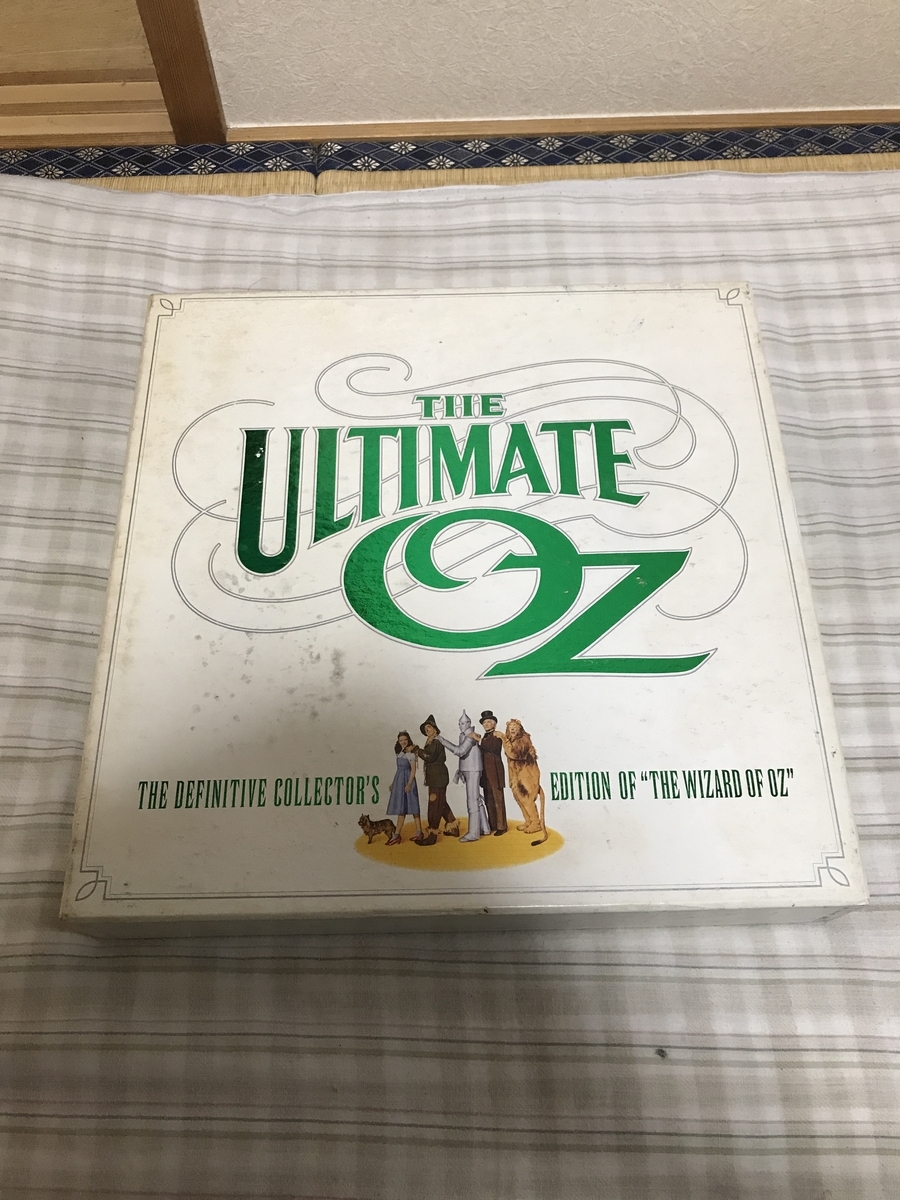 THE
ULTIMATE
OZ
THE DEFINITIVE COLLECTOR'S EDITION OF "THE WIZARD OF OZ"